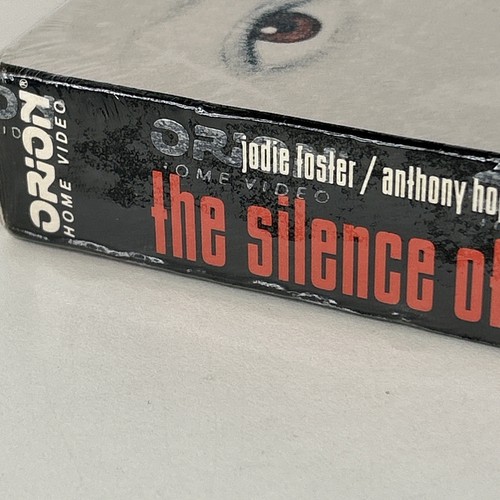 ORION®
HOME VIDEO
ORION
HOME VIDEO
jodie foster / anthony ho
the silence of